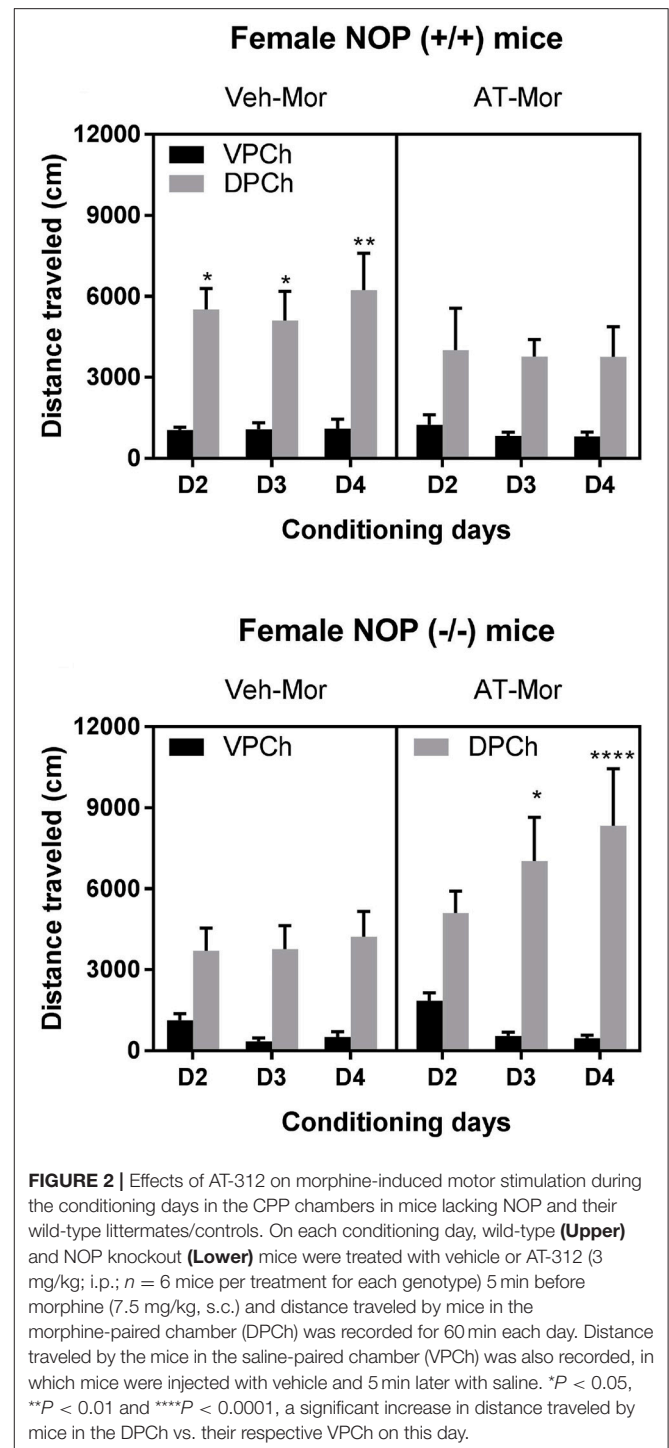 Female NOP (+/+) mice
Veh-Mor AT-Mor
12000
VPCh
DPCh
9000
6000
3000
0
Distance traveled (cm)
* * **
D2 D3 D4 D2 D3 D4
Conditioning days
Female NOP (-/-) mice
Veh-Mor AT-Mor
12000
VPCh DPCh
9000
6000
3000
0
Distance traveled (cm)
* ****
D2 D3 D4 D2 D3 D4
Conditioning days
FIGURE 2 | Effects of AT-312 on morphine-induced motor stimulation during
the conditioning days in the CPP chambers in mice lacking NOP and their
wild-type littermates/controls. On each conditioning day, wild-type (Upper)
and NOP knockout (Lower) mice were treated with vehicle or AT-312 (3
mg/kg; i.p.; n = 6 mice per treatment for each genotype) 5 min before
morphine (7.5 mg/kg, s.c.) and distance traveled by mice in the
morphine-paired chamber (DPCh) was recorded for 60 min each day. Distance
traveled by the mice in the saline-paired chamber (VPCh) was also recorded, in
which mice were injected with vehicle and 5 min later with saline. *P < 0.05,
**P < 0.01 and ****P < 0.0001, a significant increase in distance traveled by
mice in the DPCh vs. their respective VPCh on this day.